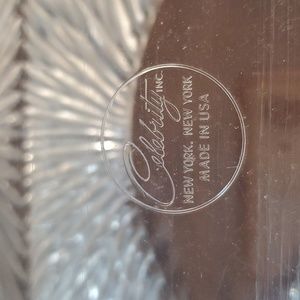 Celebrity INC.
NEW YORK, NEW YORK
MADE IN USA